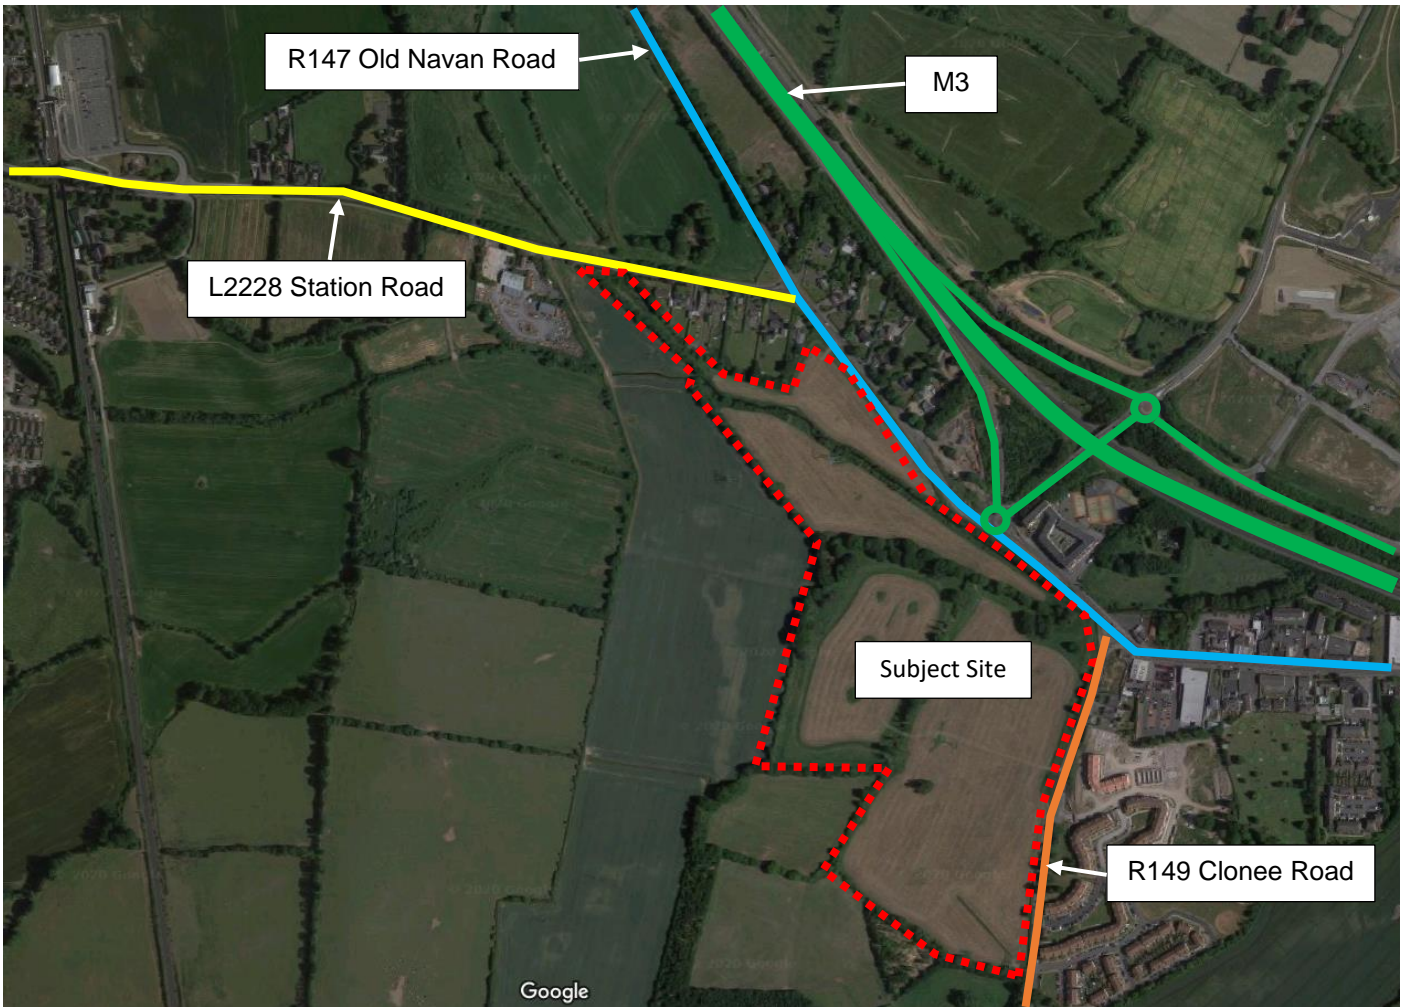 R147 Old Navan Road
M3
L2228 Station Road
Subject Site
R149 Clonee Road
Google